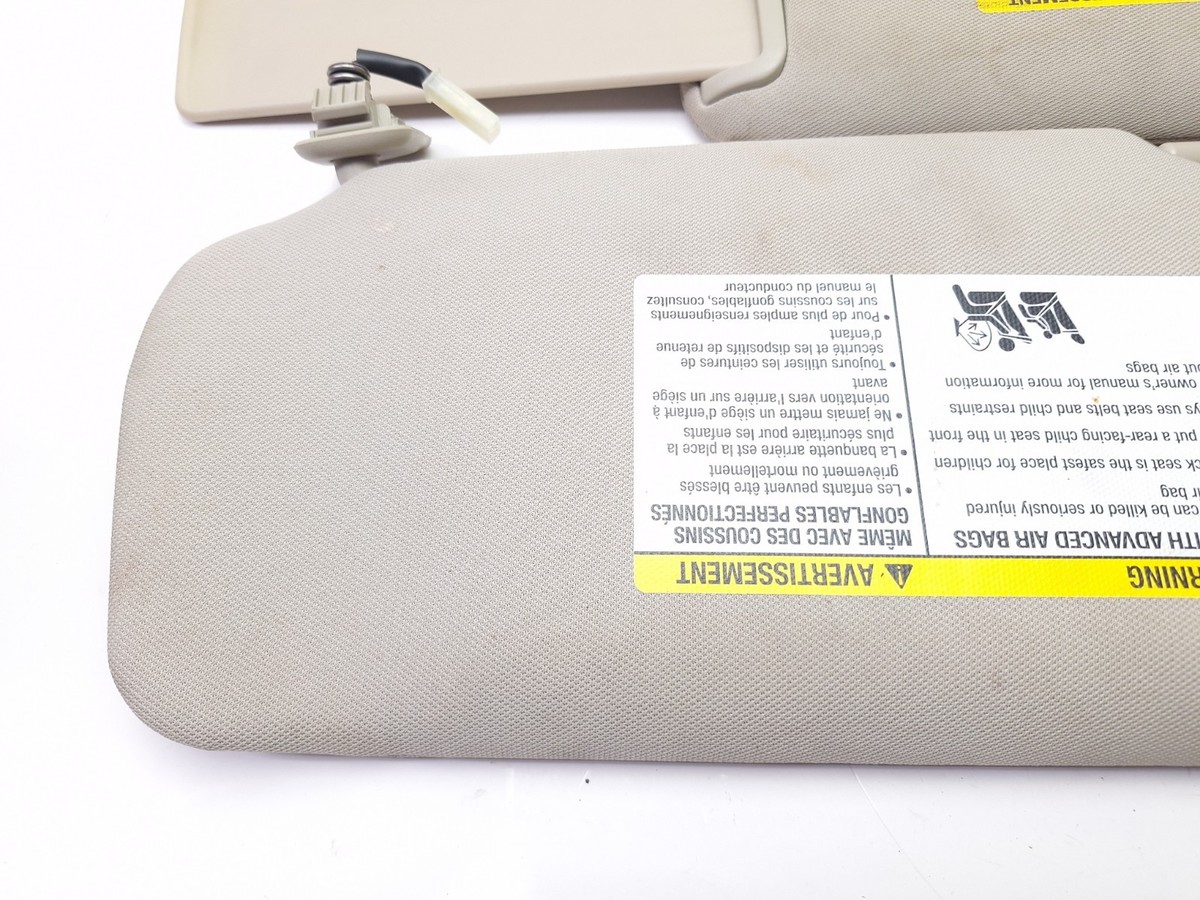 RNING
ITH ADVANCED AIR BAGS
can be killed or seriously injured
ir bag
ck seat is the safest place for children
put a rear-facing child seat in the front
ys use seat belts and child restraints
owner's manual for more information
out air bags
AVERTISSEMENT
MÊME AVEC DES COUSSINS
GONFLABLES PERFECTIONNÉS
• Les enfants peuvent être blessés
grièvement ou mortellement
• La banquette arrière est la place la
plus sécuritaire pour les enfants
• Ne jamais mettre un siège d'enfant à
orientation vers l'arrière sur un siège
avant
• Toujours utiliser les ceintures de
sécurité et les dispositifs de retenue
d'enfant
• Pour de plus amples renseignements
sur les coussins gonflables, consultez
le manuel du conducteur
ISSEMENT